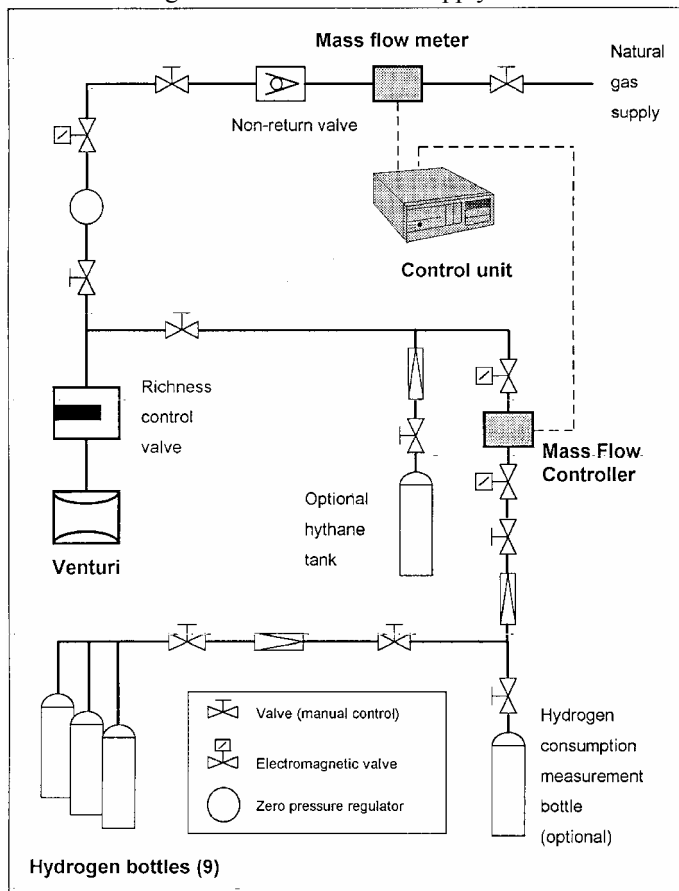 Mass flow meter
Natural
gas
supply
Non-return valve
Control unit
Richness
control
valve
Mass Flow
Controller
Optional
hythane
tank
Venturi
Valve (manual control)
Electromagnetic valve
Zero pressure regulator
Hydrogen
consumption
measurement
bottle
(optional)
Hydrogen bottles (9)